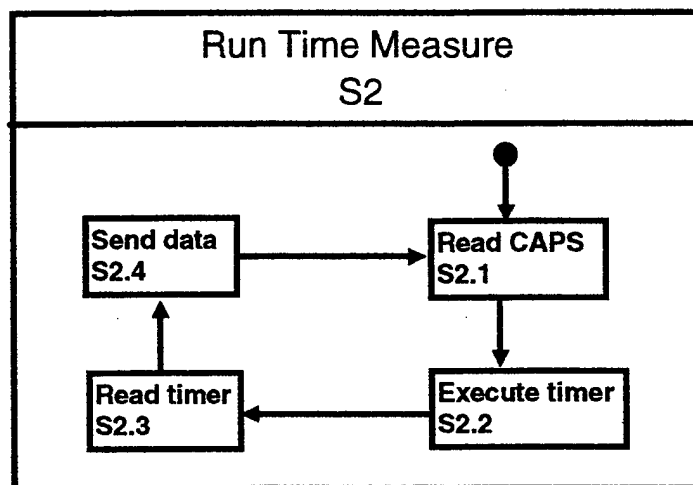 Run Time Measure
S2
Send data
S2.4
Read CAPS
S2.1
Read timer
S2.3
Execute timer
S2.2